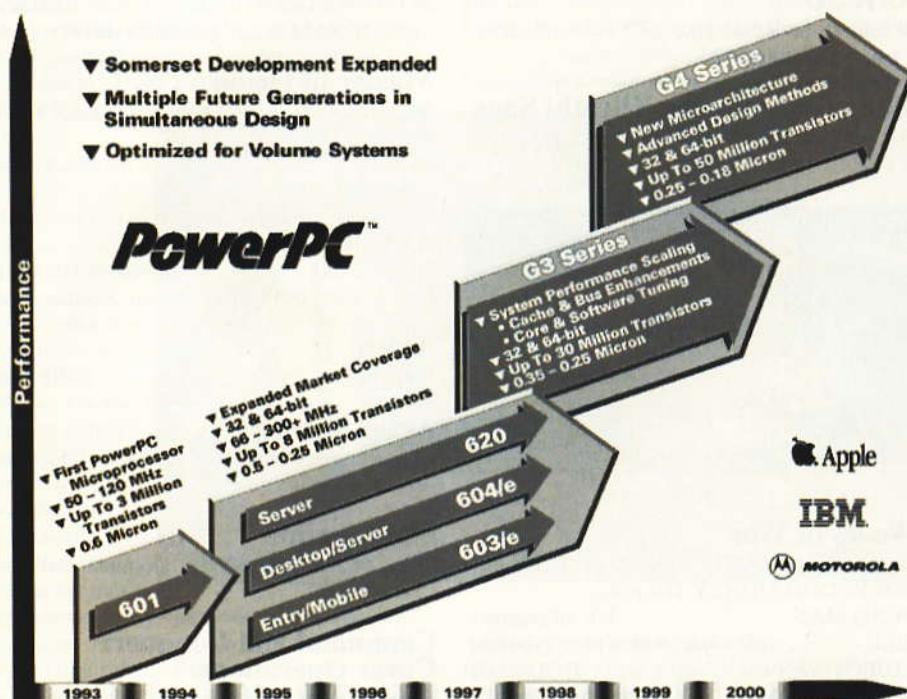 ▼ Somerset Development Expanded
▼ Multiple Future Generations in
Simultaneous Design
▼ Optimized for Volume Systems
PowerPC™
Performance
G4 Series
▼ New Microarchitecture
▼ Advanced Design Methods
▼ 32 & 64-bit
▼ Up To 50 Million Transistors
▼ 0.25 – 0.18 Micron
G3 Series
▼ System Performance Scaling
• Cache & Bus Enhancements
• Core & Software Tuning
▼ 32 & 64-bit
▼ Up To 30 Million Transistors
▼ 0.35 – 0.25 Micron
▼ Expanded Market Coverage
▼ 32 & 64-bit
▼ 66 – 300+ MHz
▼ Up To 8 Million Transistors
▼ 0.5 – 0.25 Micron
▼ First PowerPC
Microprocessor
▼ 50 – 120 MHz
▼ Up To 3 Million
Transistors
▼ 0.6 Micron
601
Server 620
Desktop/Server 604/e
Entry/Mobile 603/e
Apple
IBM
MOTOROLA
1993 1994 1995 1996 1997 1998 1999 2000